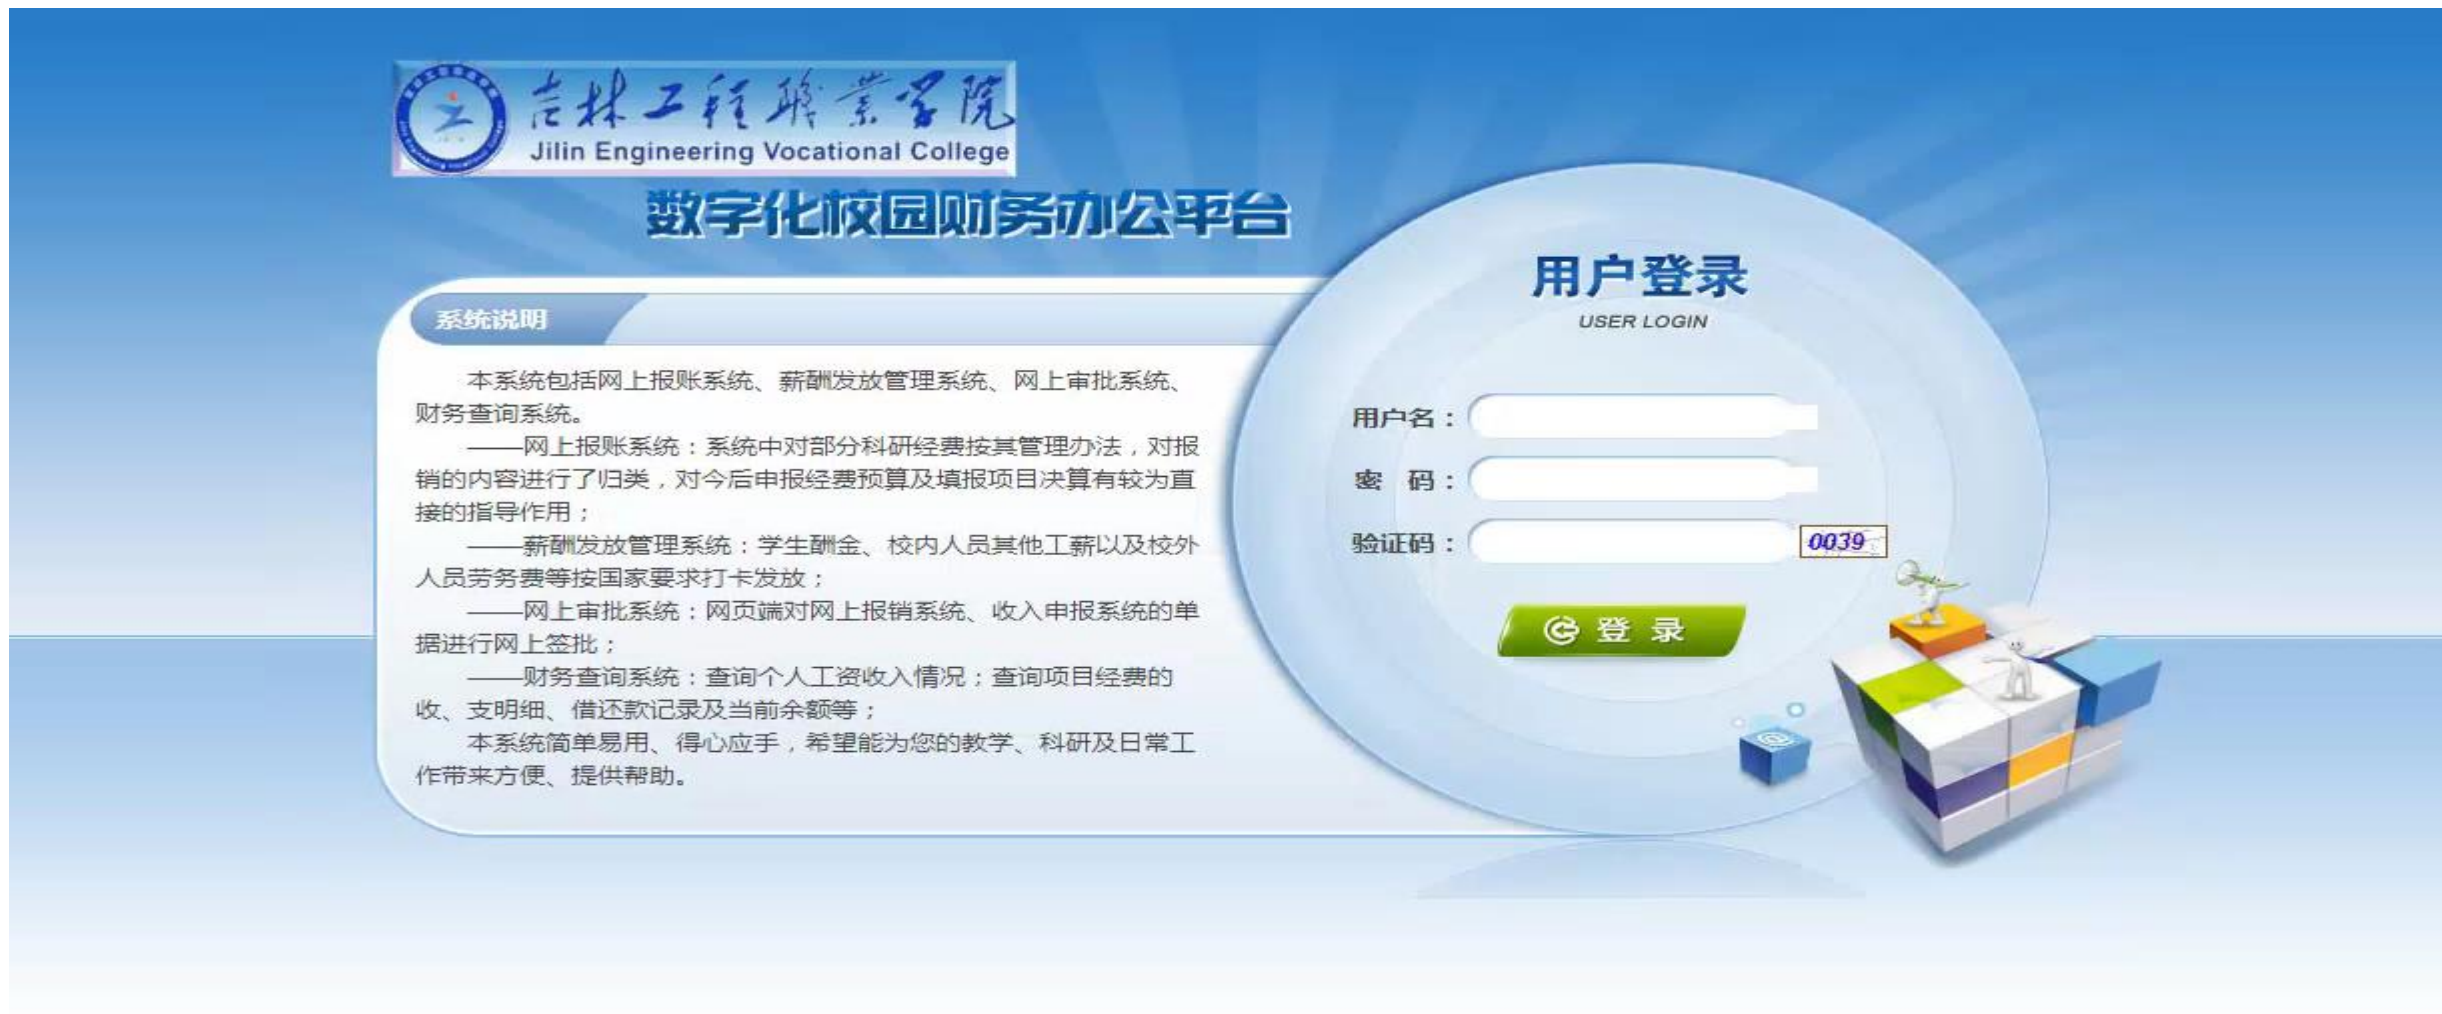 吉林工程职业学院
Jilin Engineering Vocational College
数字化校园财务办公平台
系统说明
本系统包括网上报账系统、薪酬发放管理系统、网上审批系统、
财务查询系统。
——网上报账系统：系统中对部分科研经费按其管理办法，对报
销的内容进行了归类，对今后申报经费预算及填报项目决算有较为直
接的指导作用；
——薪酬发放管理系统：学生酬金、校内人员其他工薪以及校外
人员劳务费等按国家要求打卡发放；
——网上审批系统：网页端对网上报销系统、收入申报系统的单
据进行网上签批；
——财务查询系统：查询个人工资收入情况；查询项目经费的
收、支明细、借还款记录及当前余额等；
本系统简单易用、得心应手，希望能为您的教学、科研及日常工
作带来方便、提供帮助。
用户登录
USER LOGIN
用户名：
密 码：
验证码：
0039
登 录